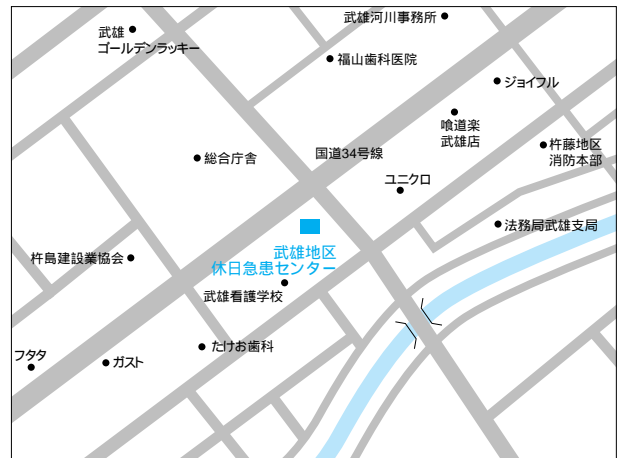 武雄河川事務所
武雄
ゴールデンラッキー
福山歯科医院
ジョイフル
喰道楽
武雄店
杵藤地区
消防本部
国道34号線
総合庁舎
ユニクロ
法務局武雄支局
武雄地区
休日急患センター
杵島建設業協会
武雄看護学校
たけお歯科
フタタ
ガスト